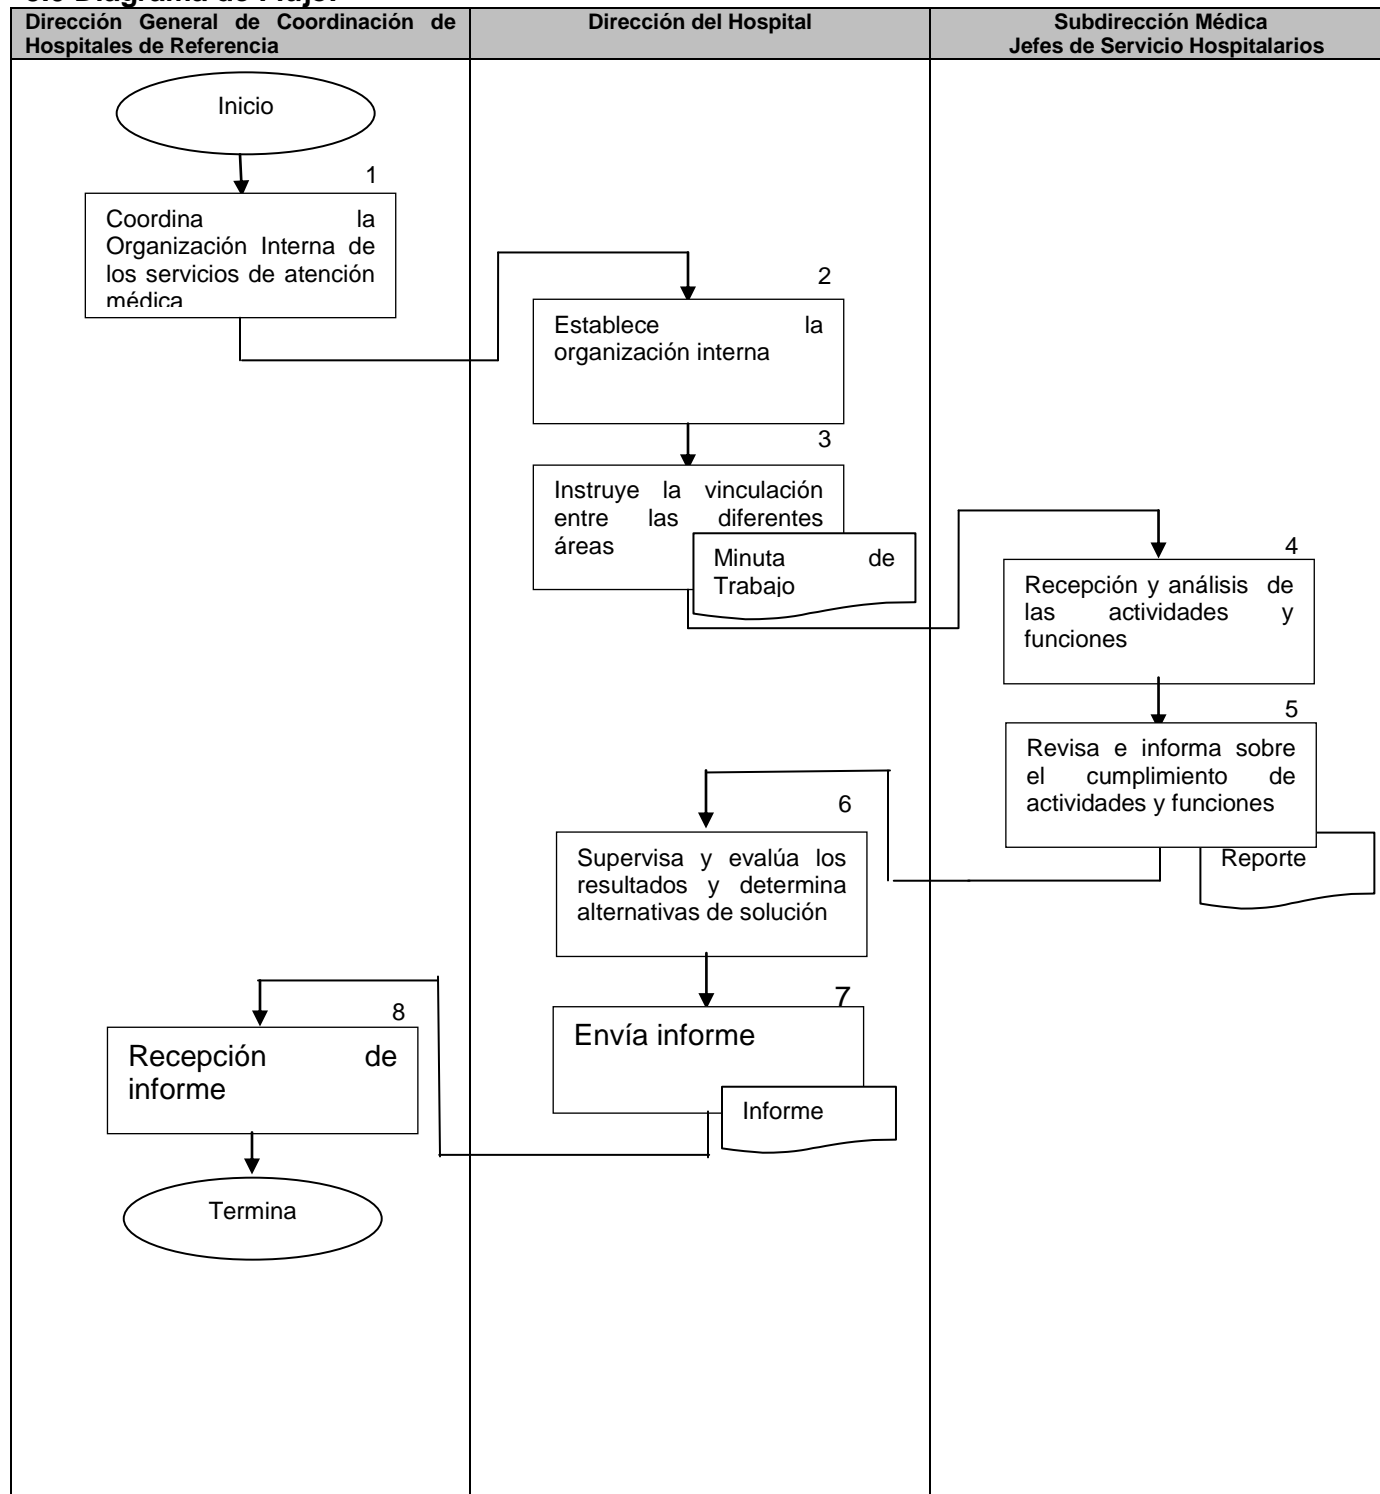 Dirección General de Coordinación de
Hospitales de Referencia
Dirección del Hospital
Subdirección Médica
Jefes de Servicio Hospitalarios
Inicio
1
Coordina la
Organización Interna de
los servicios de atención
médica
2
Establece la
organización interna
3
Instruye la vinculación
entre las diferentes
áreas
Minuta de
Trabajo
4
Recepción y análisis de
las actividades y
funciones
5
Revisa e informa sobre
el cumplimiento de
actividades y funciones
Reporte
6
Supervisa y evalúa los
resultados y determina
alternativas de solución
7
Envía informe
Informe
8
Recepción de
informe
Termina